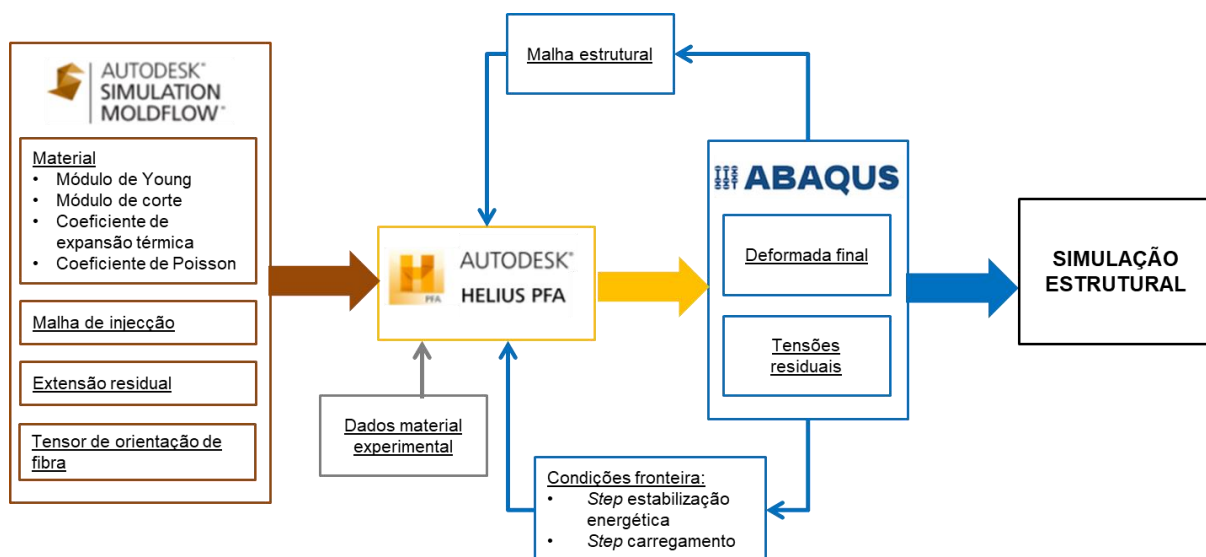 AUTODESK®
SIMULATION
MOLDFLOW™
Material
• Módulo de Young
• Módulo de corte
• Coeficiente de
expansão térmica
• Coeficiente de Poisson
Malha de injecção
Extensão residual
Tensor de orientação de
fibra
Malha estrutural
PFA
AUTODESK®
HELIUS PFA
Dados material
experimental
Condições fronteira:
• Step estabilização
energética
• Step carregamento
ABAQUS
Deformada final
Tensões
residuais
SIMULAÇÃO
ESTRUTURAL